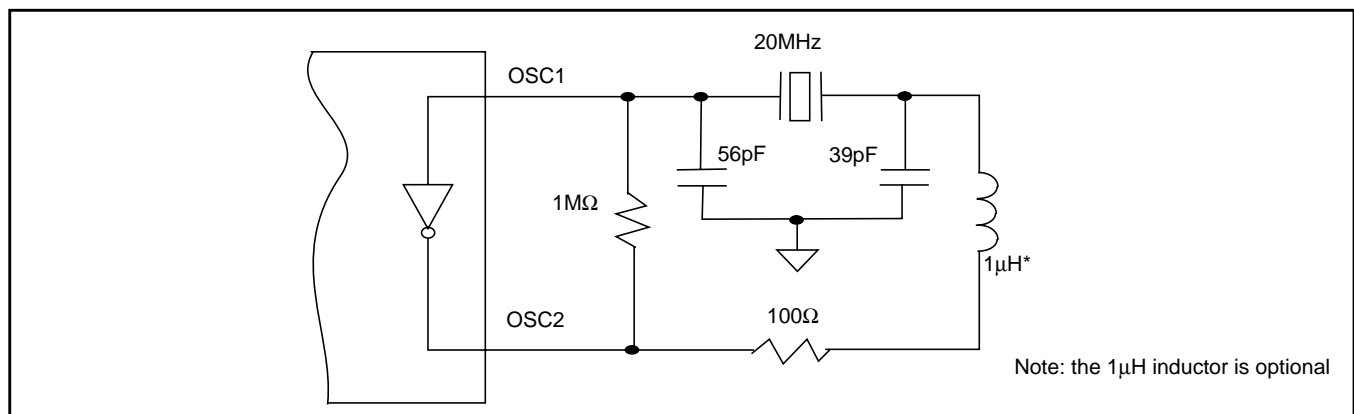 20MHz
OSC1
56pF
39pF
1MΩ
1μH*
OSC2
100Ω
Note: the 1μH inductor is optional